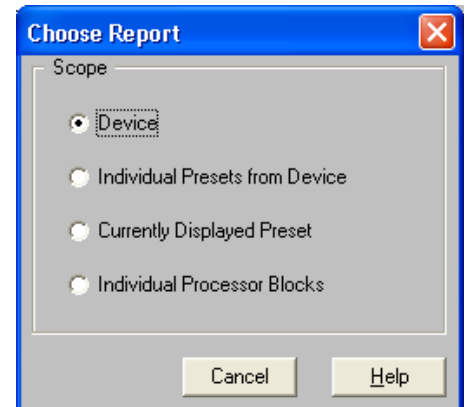 Choose Report
Scope
Device
Individual Presets from Device
Currently Displayed Preset
Individual Processor Blocks
Cancel
Help